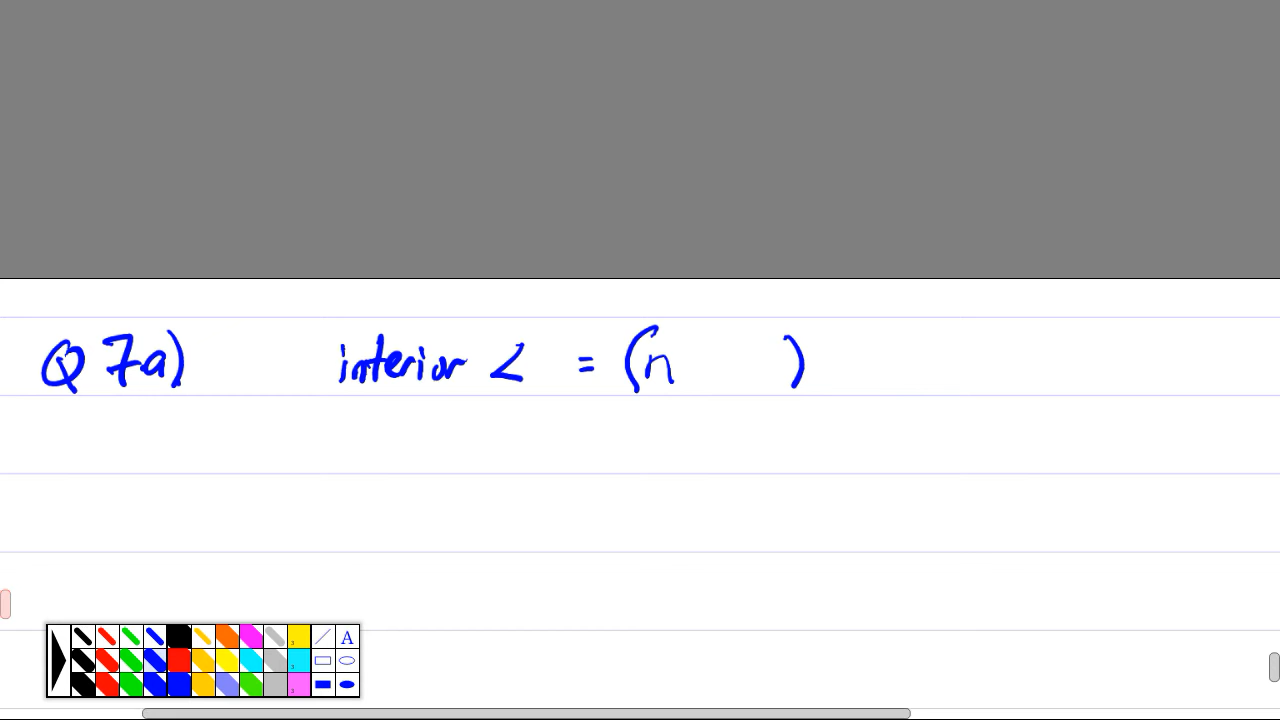 Q 7a) interior < = (n )
A